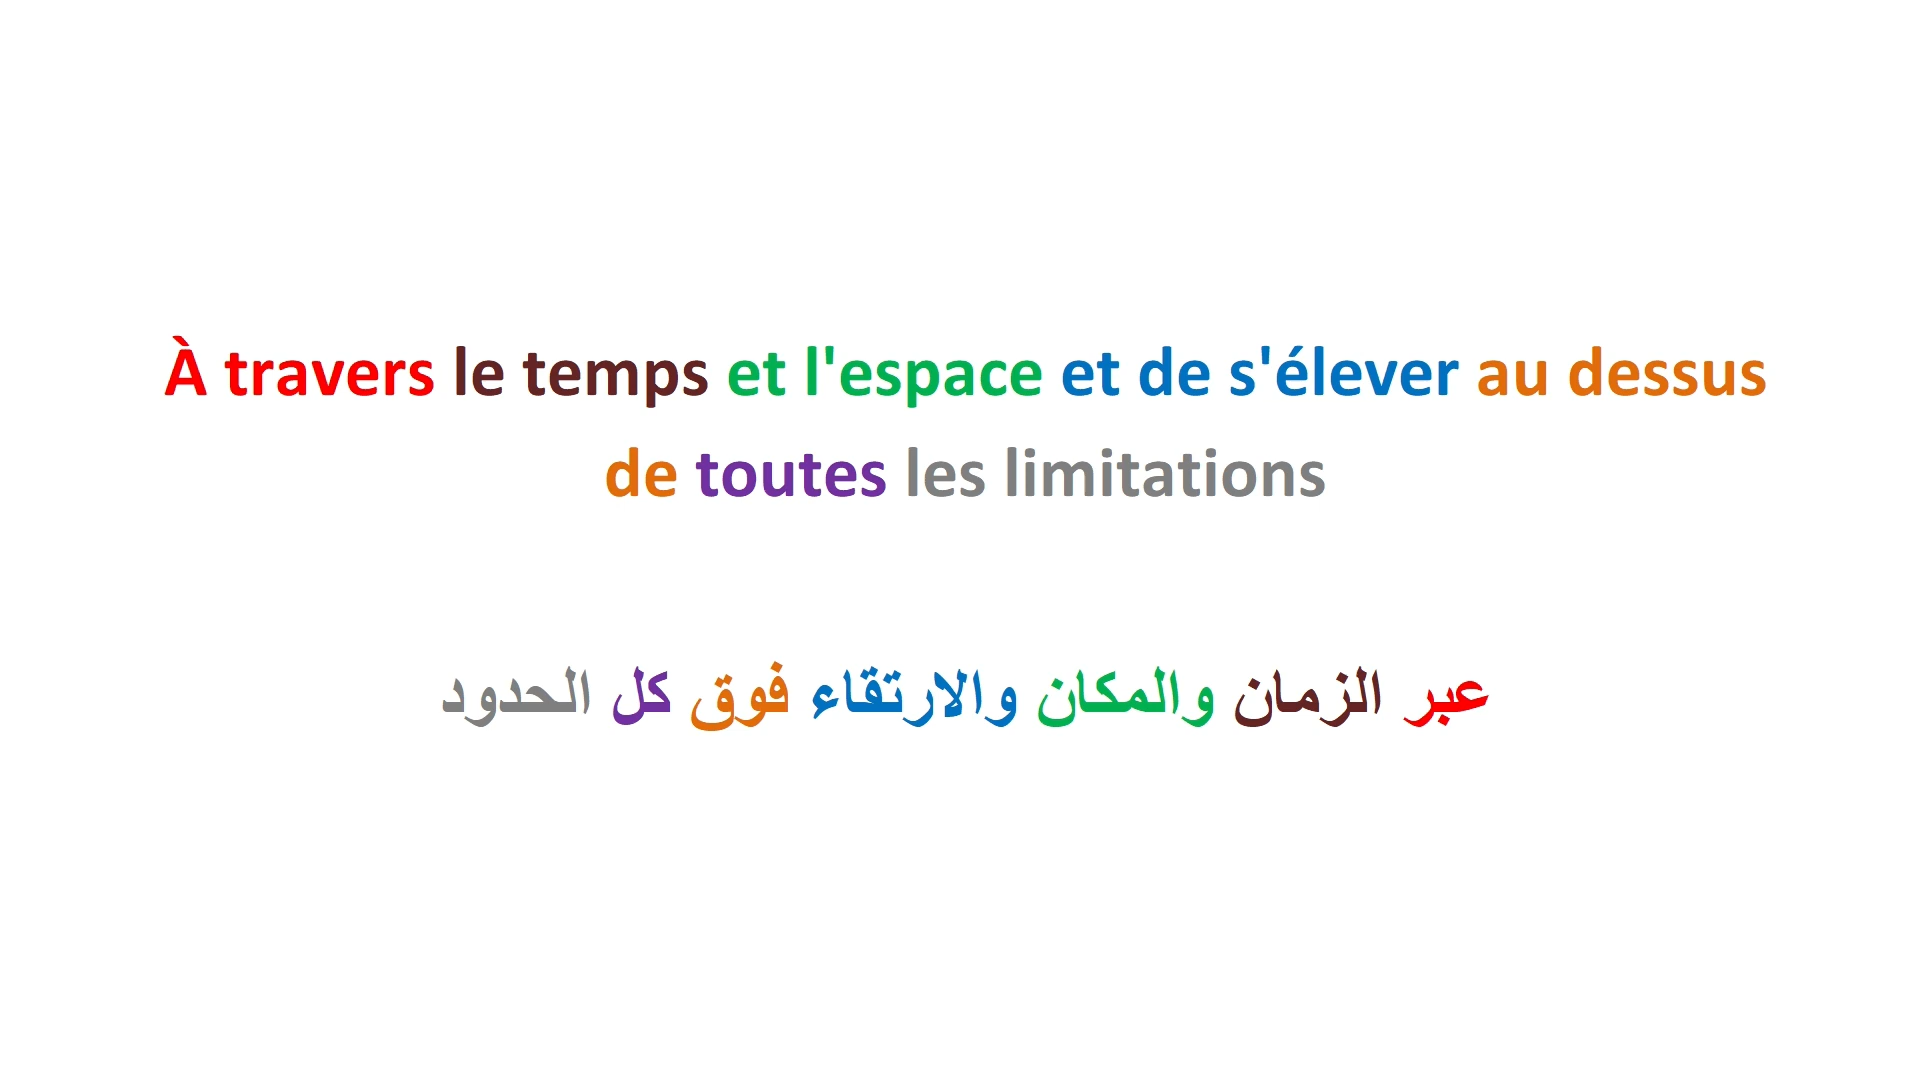 À travers le temps et l'espace et de s'élever au dessus
de toutes les limitations
عبر الزمان والمكان والارتقاء فوق كل الحدود